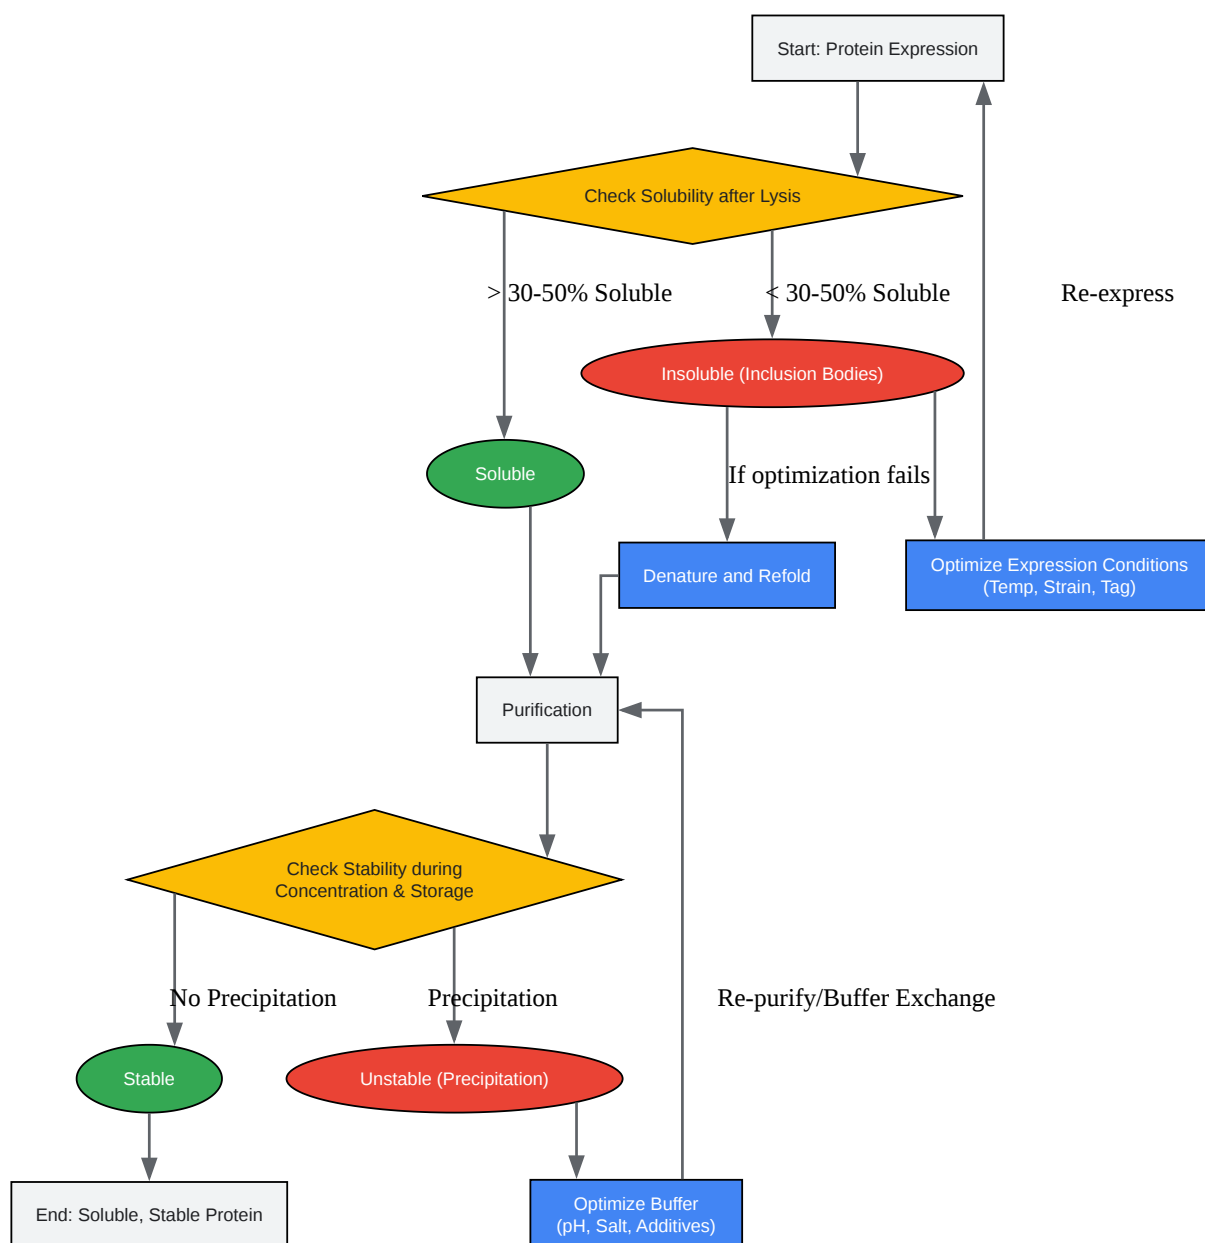 Start: Protein Expression
Check Solubility after Lysis
> 30-50% Soluble
< 30-50% Soluble
Re-express
Insoluble (Inclusion Bodies)
Soluble
If optimization fails
Denature and Refold
Optimize Expression Conditions
(Temp, Strain, Tag)
Purification
Check Stability during
Concentration & Storage
No Precipitation
Precipitation
Re-purify/Buffer Exchange
Stable
Unstable (Precipitation)
End: Soluble, Stable Protein
Optimize Buffer
(pH, Salt, Additives)